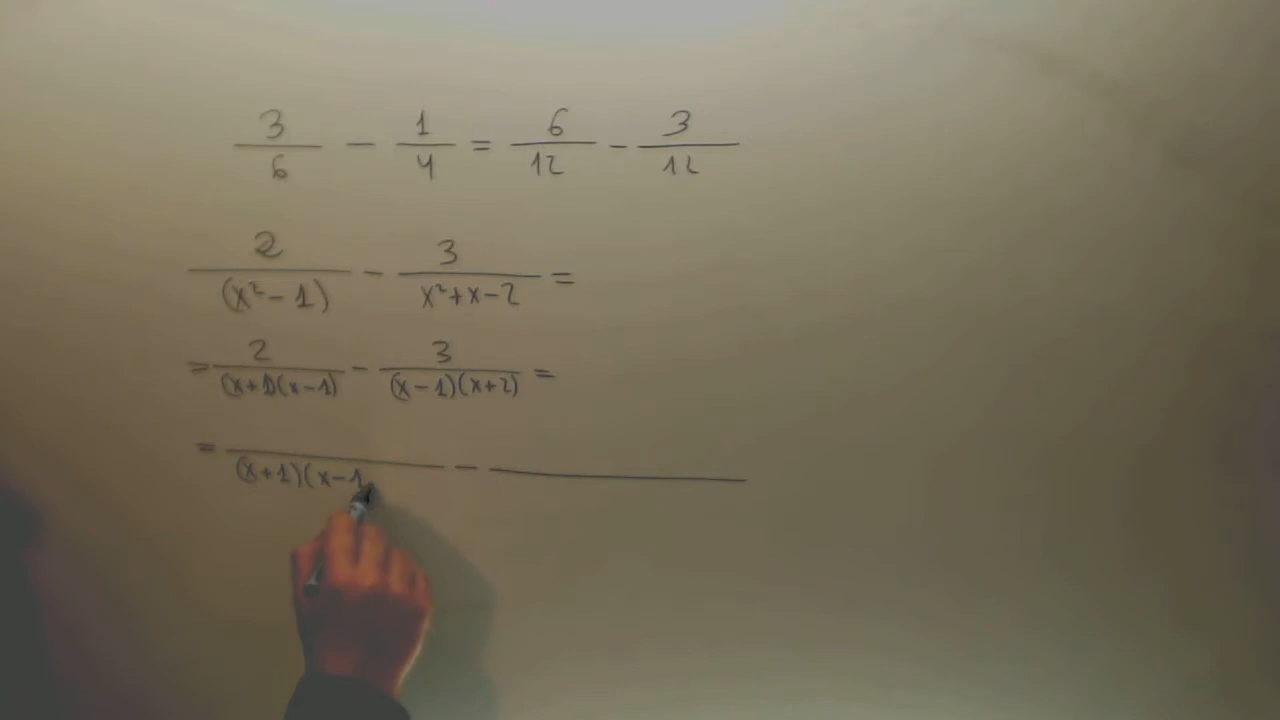 3/6 - 1/4 = 6/12 - 3/12
2/(x²-1) - 3/x²+x-2 =
= 2/(x+1)(x-1) - 3/(x-1)(x+2) =
= /(x+1)(x-1 -